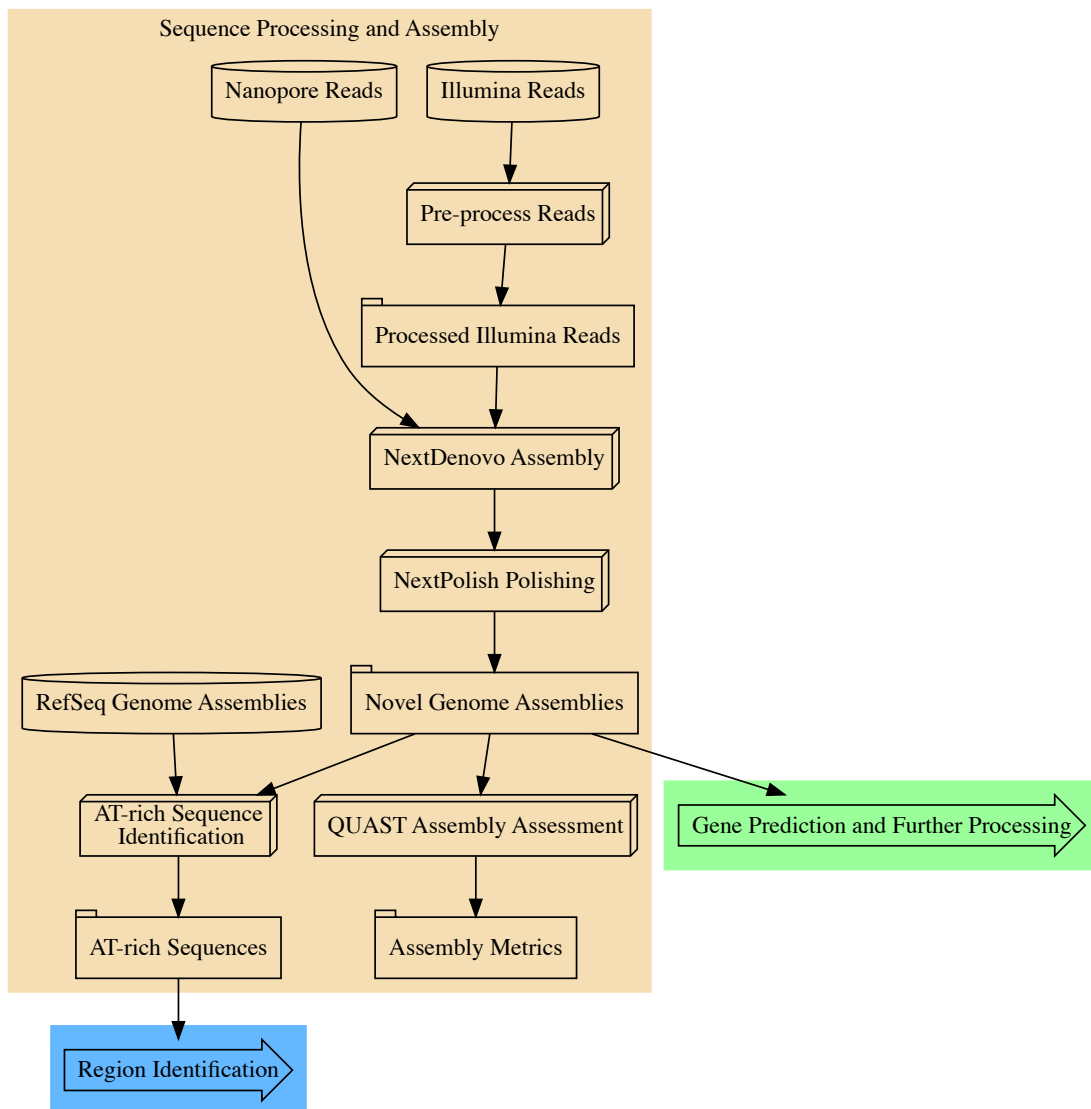 Sequence Processing and Assembly
Nanopore Reads
Illumina Reads
Pre-process Reads
Processed Illumina Reads
NextDenovo Assembly
NextPolish Polishing
RefSeq Genome Assemblies
Novel Genome Assemblies
AT-rich Sequence
Identification
QUAST Assembly Assessment
Gene Prediction and Further Processing
AT-rich Sequences
Assembly Metrics
Region Identification